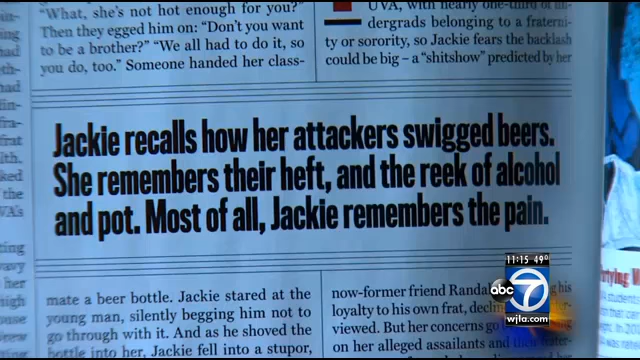 "What, she's not hot enough for you?"
Then they egged him on: "Don't you want
to be a brother?" "We all had to do it, so
you do, too." Someone handed her class-
UVA, with nearly one-third of
dergrads belonging to a fraterni-
ty or sorority, so Jackie fears the backlash
could be big – a "shitshow" predicted by her
Jackie recalls how her attackers swigged beers.
She remembers their heft, and the reek of alcohol
and pot. Most of all, Jackie remembers the pain.
mate a beer bottle. Jackie stared at the
young man, silently begging him not to
go through with it. And as he shoved the
bottle into her, Jackie fell into a stupor,
now-former friend his
loyalty to his own frat,
viewed. But her concerns go
on her alleged assailants and
11:15 49°
abc 7
wjla.com